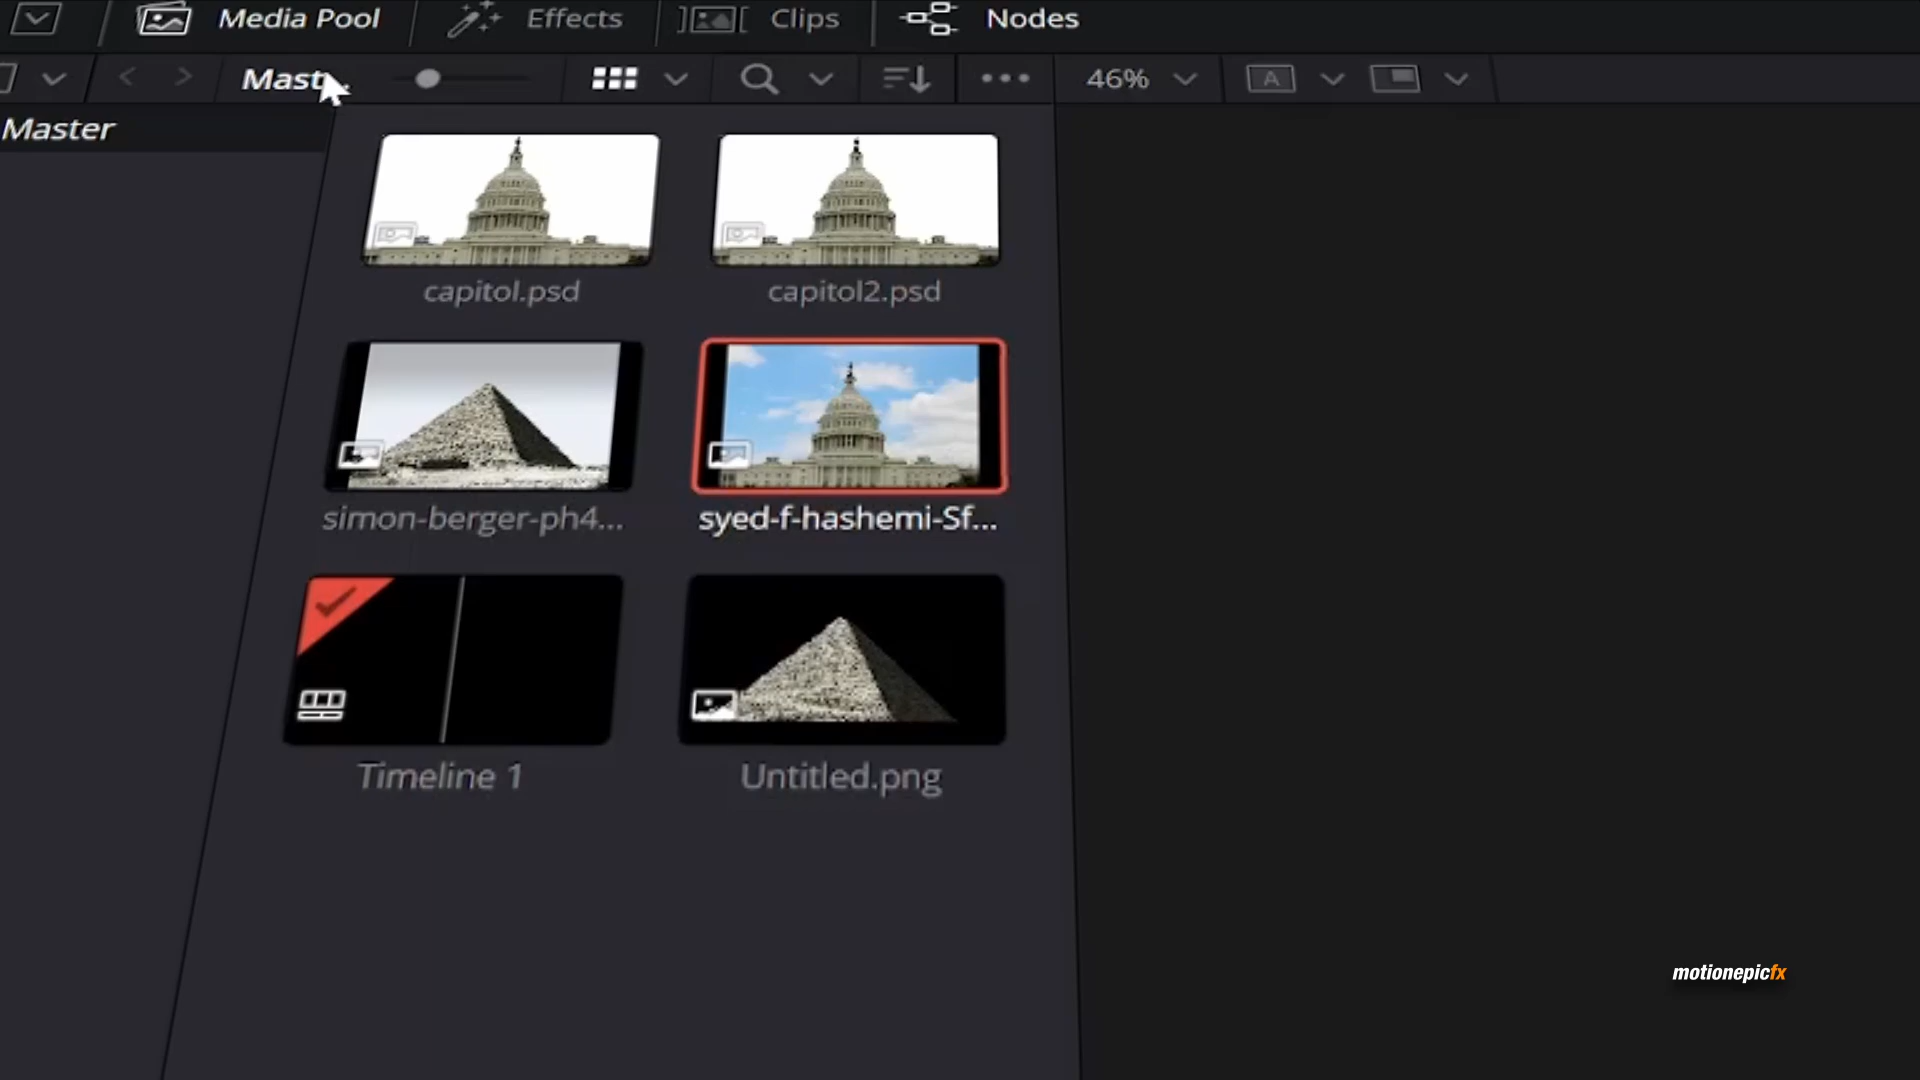 Media Pool
Effects
Clips
Nodes
Mast...
46%
A
Master
capitol.psd
capitol2.psd
simon-berger-ph4...
syed-f-hashemi-Sf...
Timeline 1
Untitled.png
motionepicfx